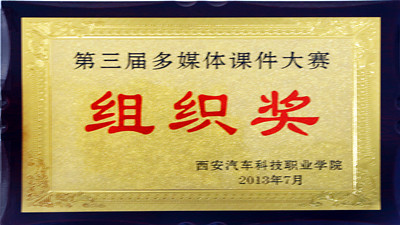 第三届多媒体课件大赛
组织奖
西安汽车科技职业学院
2013年7月